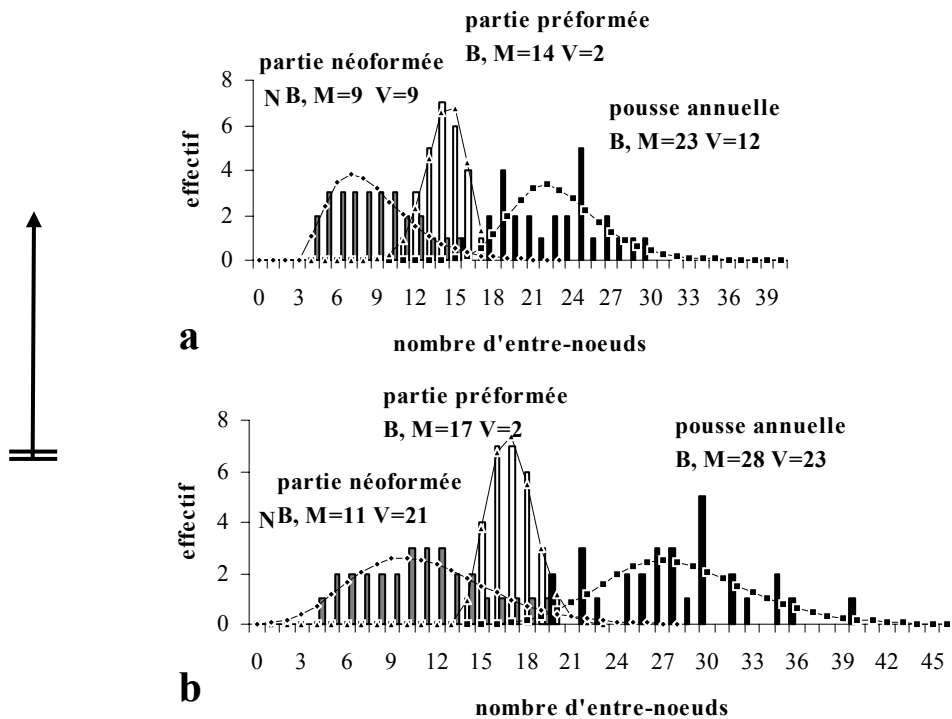 partie préformée
B, M=14 V=2
partie néoformée
N B, M=9 V=9
pousse annuelle
B, M=23 V=12
effectif
8
6
4
2
0
0 3 6 9 12 15 18 21 24 27 30 33 36 39
a
nombre d'entre-noeuds
partie préformée
B, M=17 V=2
pousse annuelle
B, M=28 V=23
partie néoformée
NB, M=11 V=21
effectif
8
6
4
2
0
0 3 6 9 12 15 18 21 24 27 30 33 36 39 42 45
b
nombre d'entre-noeuds